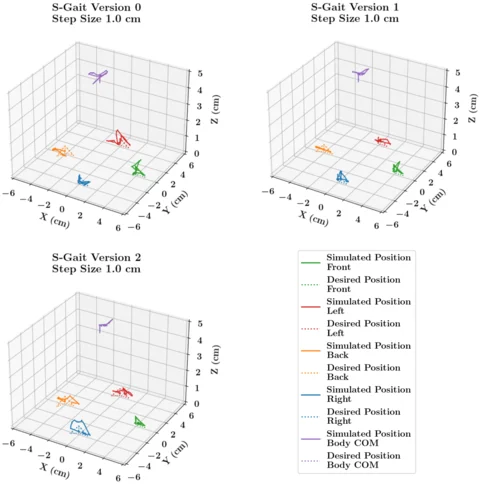 S-Gait Version 0
Step Size 1.0 cm
S-Gait Version 1
Step Size 1.0 cm
5
4
3
2
1
0
Z (cm)
−6
−4
−2
0
2
4
6
X (cm)
−4
−2
0
2
4
6
Y (cm)
5
4
3
2
1
0
Z (cm)
−6
−4
−2
0
2
4
6
X (cm)
−4
−2
0
2
4
6
Y (cm)
S-Gait Version 2
Step Size 1.0 cm
5
4
3
2
1
0
Z (cm)
−6
−4
−2
0
2
4
6
X (cm)
−6
−4
−2
0
2
4
6
Y (cm)
Simulated Position
Front
Desired Position
Front
Simulated Position
Left
Desired Position
Left
Simulated Position
Back
Desired Position
Back
Simulated Position
Right
Desired Position
Right
Simulated Position
Body COM
Desired Position
Body COM